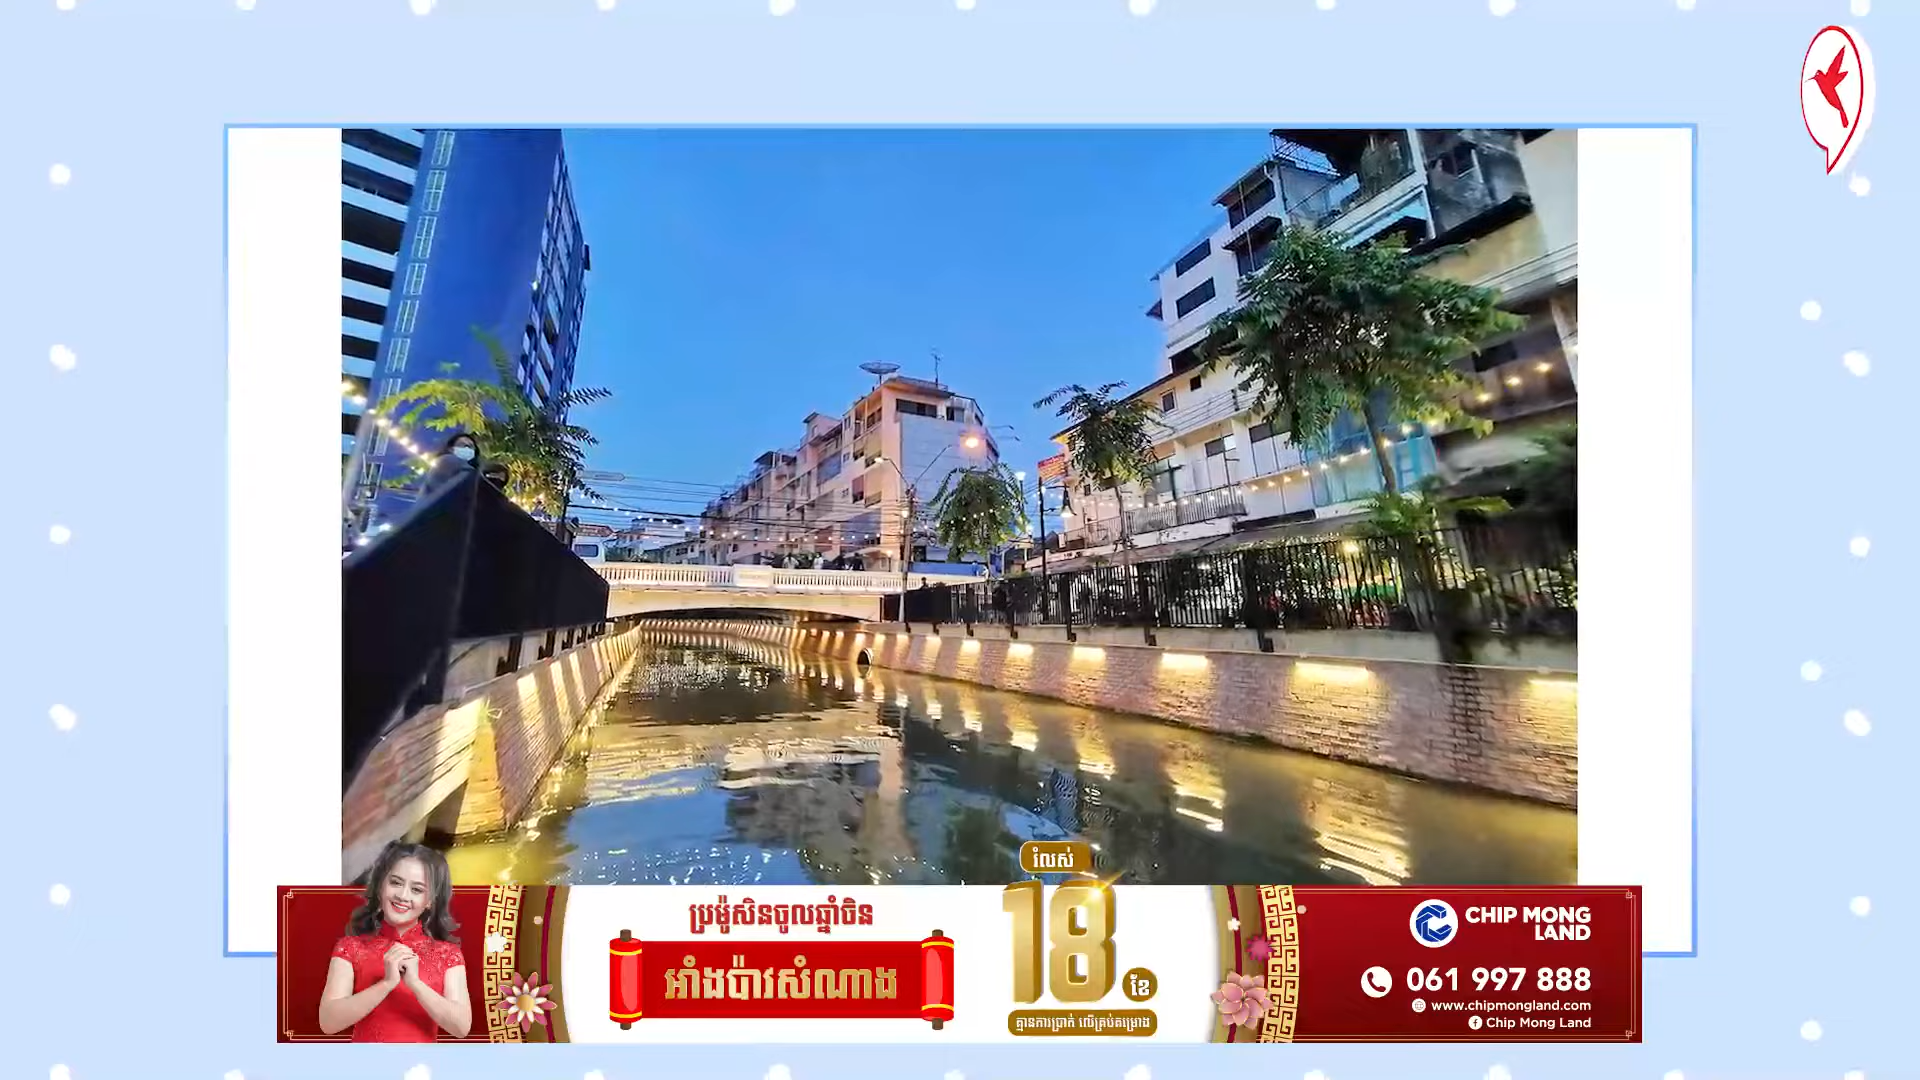 ប្រម៉ូសិនចូលឆ្នាំចិន
អាំងប៉ាវសំណាង
រំលស់
18 ខែ
គ្មានការប្រាក់ លើគ្រប់គម្រោង
CHIP MONG
LAND
061 997 888
www.chipmongland.com
Chip Mong Land